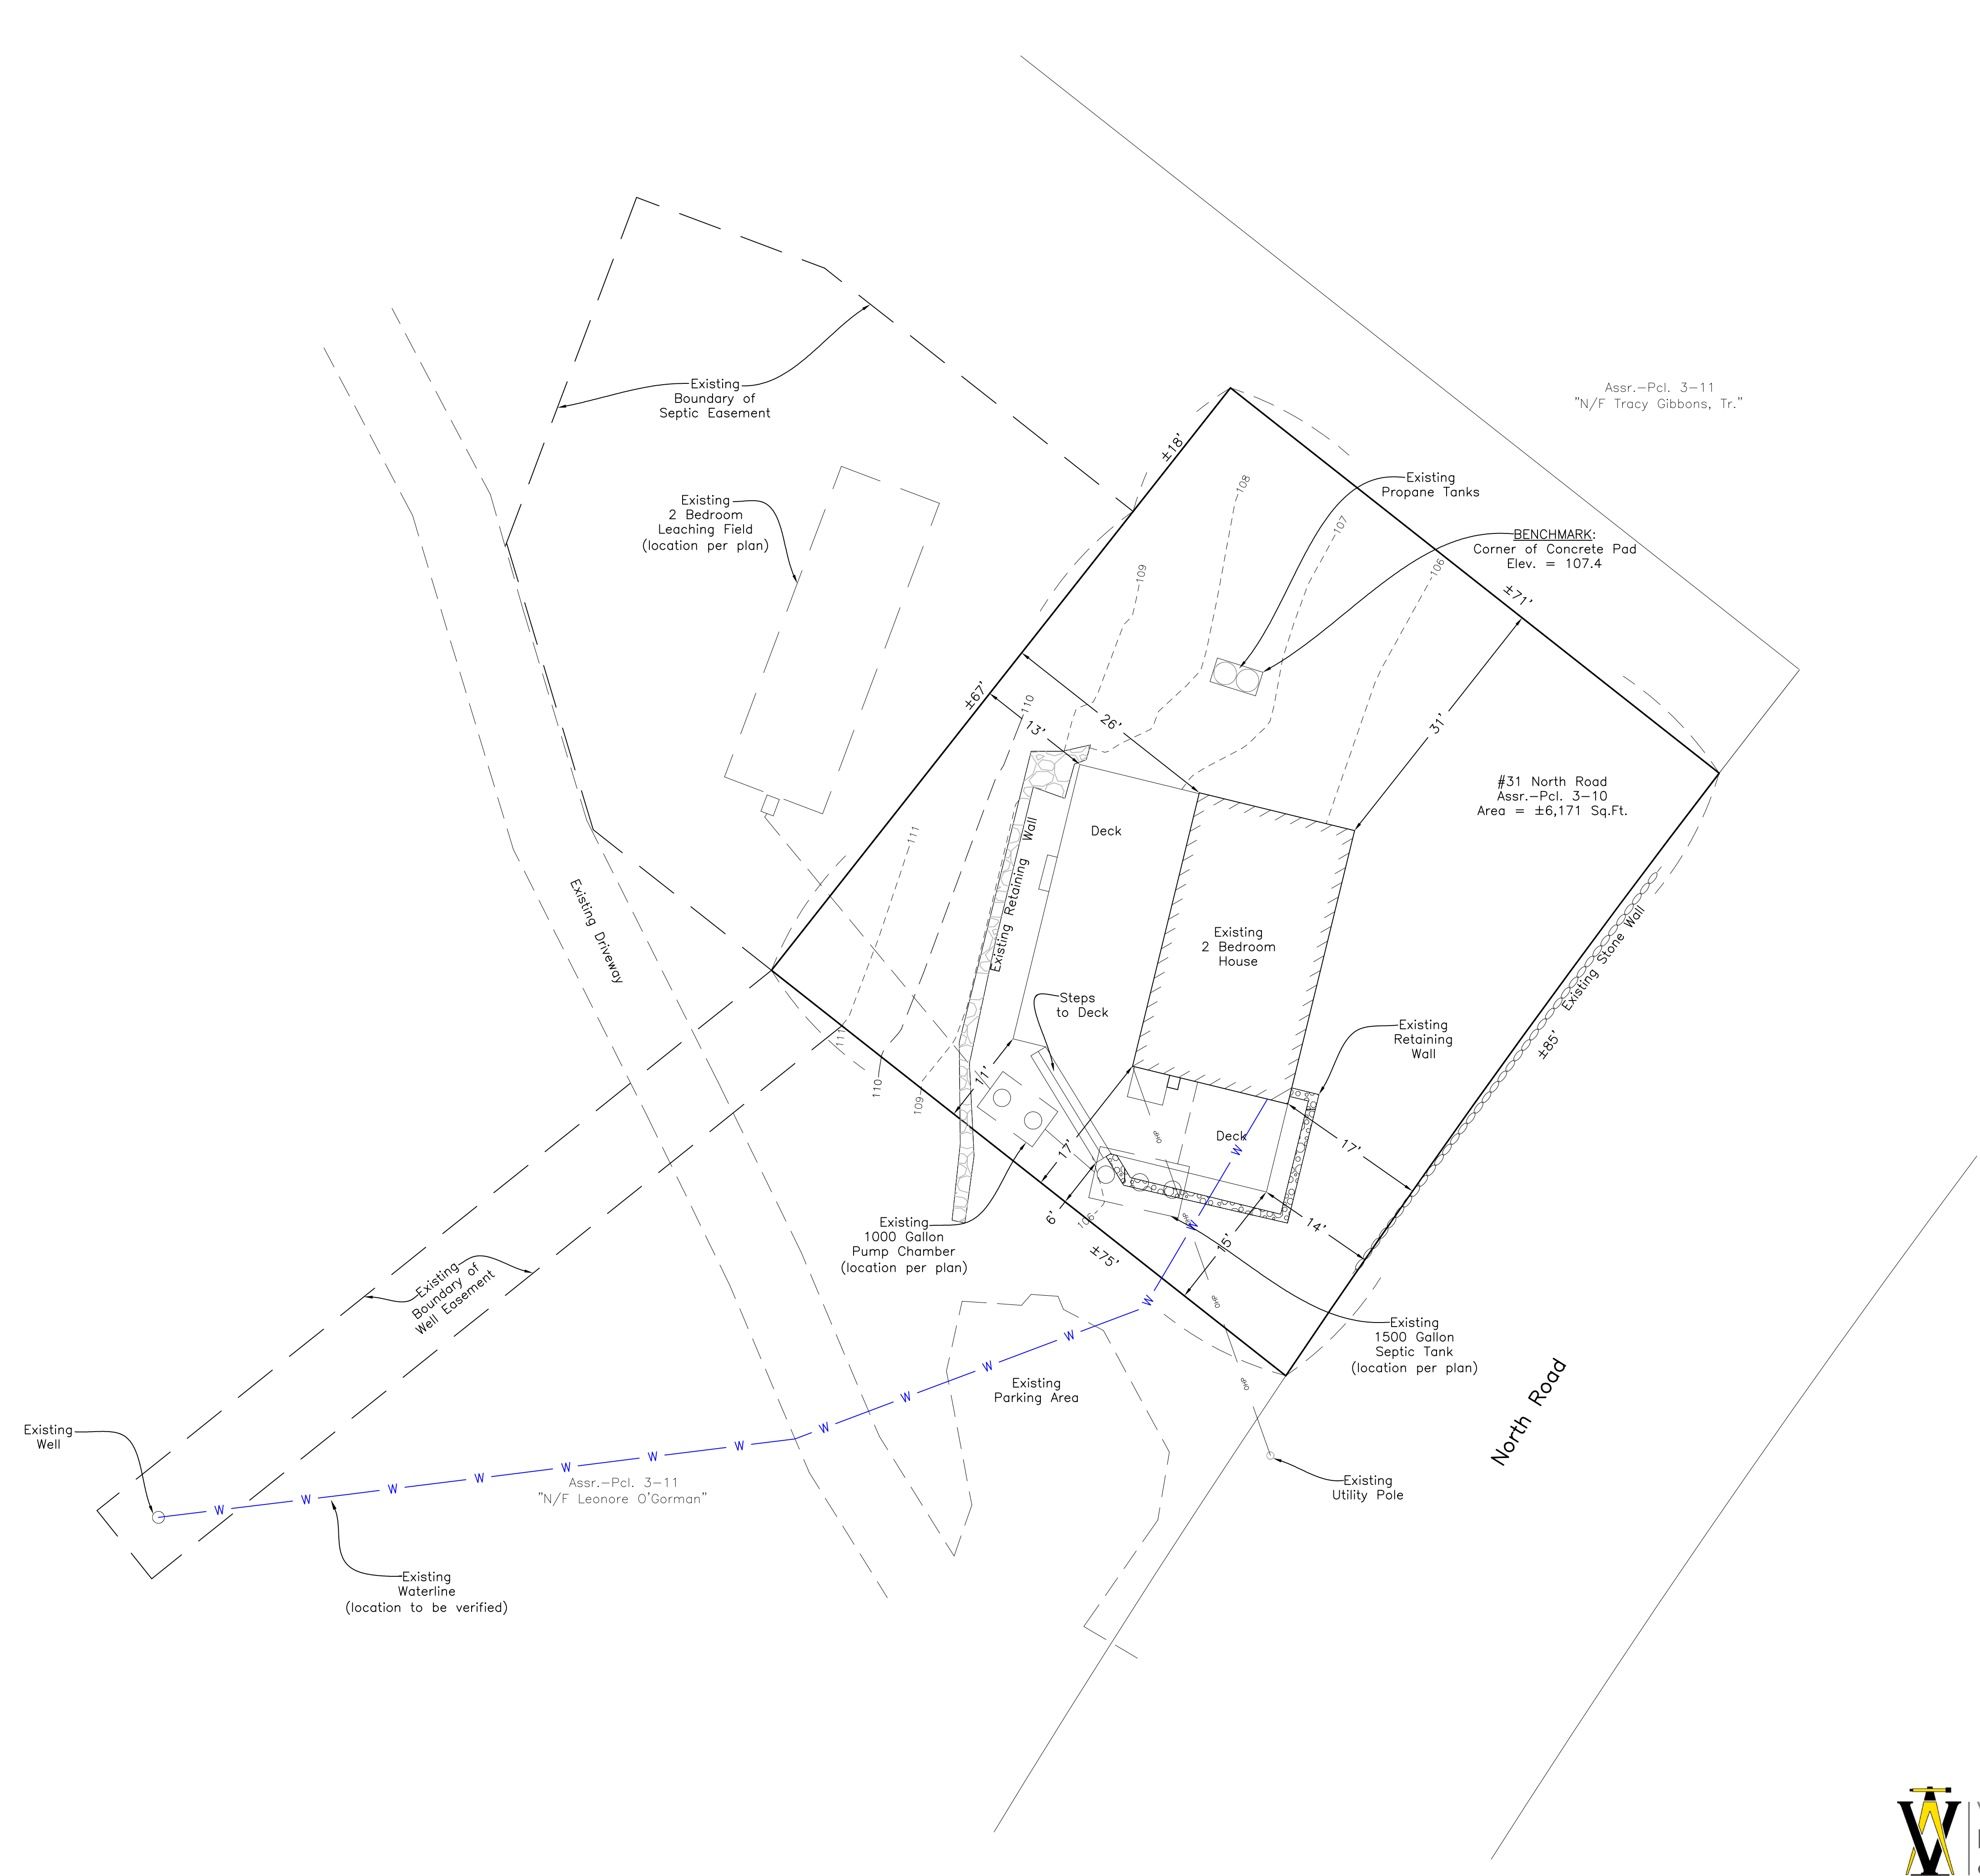 Assr.-Pcl. 3-11
"N/F Tracy Gibbons, Tr."
Existing
Boundary of
Septic Easement
±18'
Existing
Propane Tanks
108
107
Existing
2 Bedroom
Leaching Field
(location per plan)
BENCHMARK:
Corner of Concrete Pad
Elev. = 107.4
109
106
±71'
±67'
110
13'
26'
31'
#31 North Road
Assr.-Pcl. 3-10
Area = ±6,171 Sq.Ft.
111
Existing Retaining Wall
Deck
Existing Driveway
Existing
2 Bedroom
House
Existing Stone Wall
Steps
to Deck
Existing
Retaining
Wall
±85'
111
110
109
11'
17'
OHP
Deck
W
17'
6'
106
OHP
W
15'
14'
Existing
1000 Gallon
Pump Chamber
(location per plan)
±75'
Existing
Boundary of
Well Easement
W
OHP
Existing
1500 Gallon
Septic Tank
(location per plan)
W
W
Existing
Parking Area
OHP
W
W
North Road
Existing
Well
W
W
W
W
W
W
W
Assr.-Pcl. 3-11
"N/F Leonore O'Gorman"
Existing
Utility Pole
Existing
Waterline
(location to be verified)